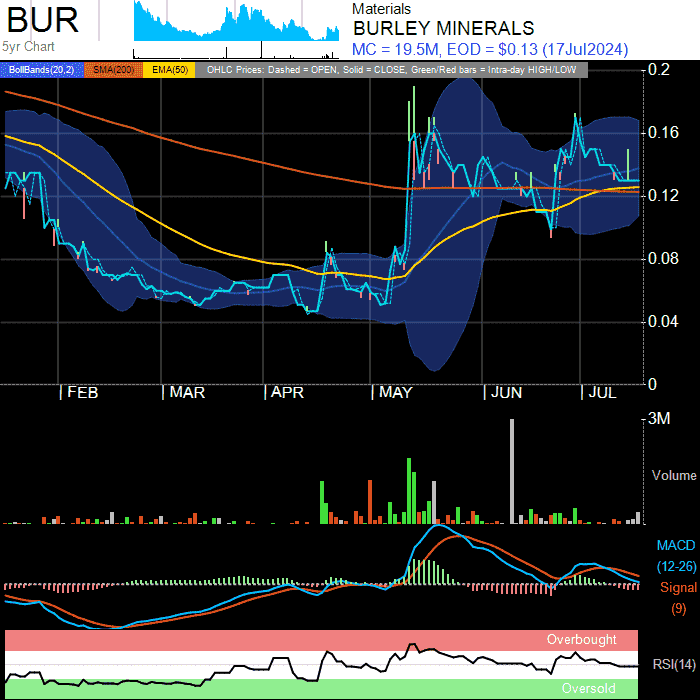 BUR
Materials
BURLEY MINERALS
5yr Chart
MC = 19.5M, EOD = $0.13 (17Jul2024)
BollBands(20,2) SMA(200) EMA(50) OHLC Prices: Dashed = OPEN, Solid = CLOSE, Green/Red bars = Intra-day HIGH/LOW
0.2
0.16
0.12
0.08
0.04
0
FEB MAR APR MAY JUN JUL
3M
Volume
MACD
(12-26)
Signal
(9)
Overbought
RSI(14)
Oversold